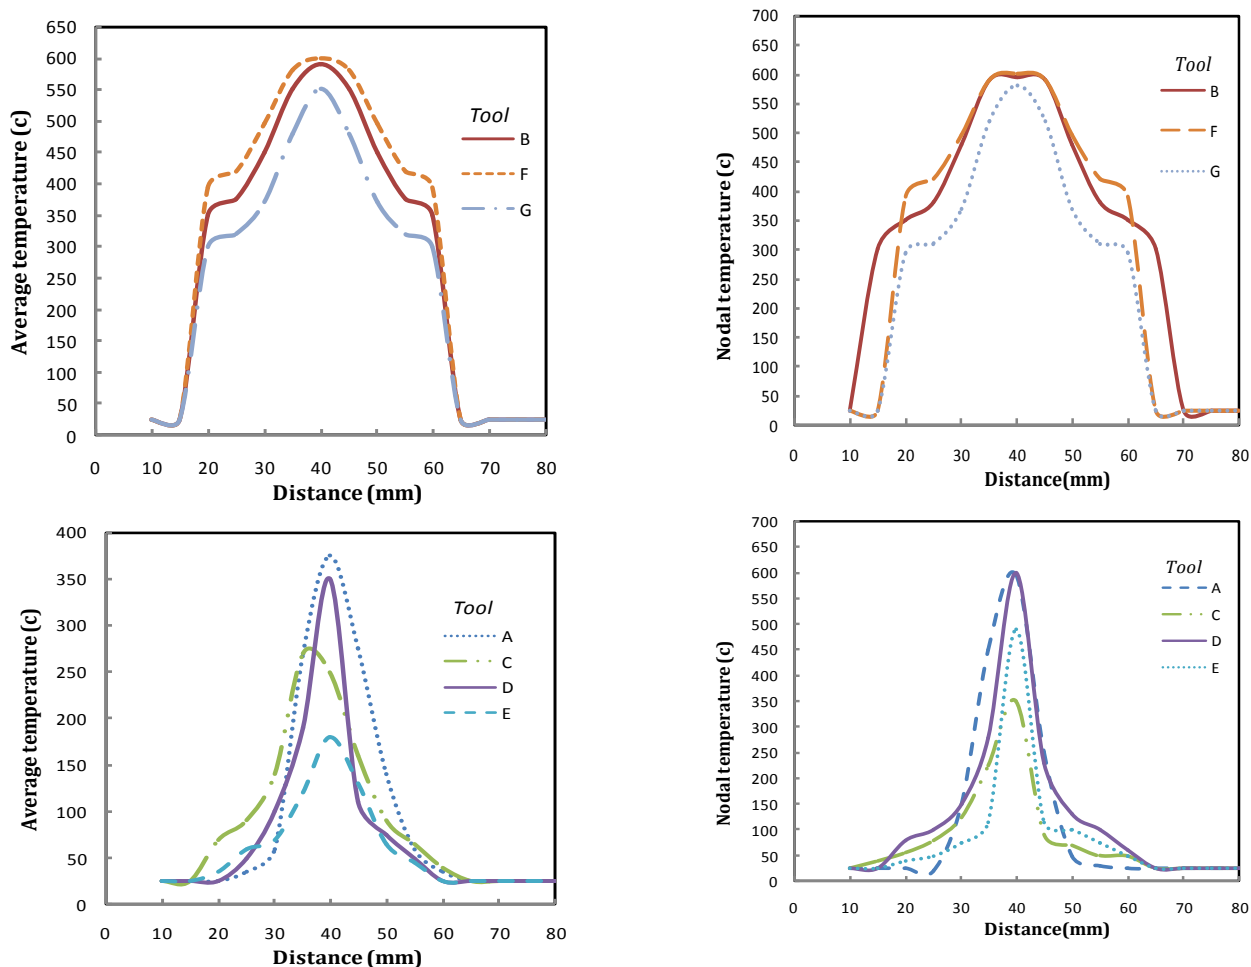 650
600
550
500
450
400
350
300
250
200
150
100
50
0
Average temperature (c)
Tool
B
F
G
0 10 20 30 40 50 60 70 80
Distance (mm)
700
650
600
550
500
450
400
350
300
250
200
150
100
50
0
Nodal temperature (c)
Tool
B
F
G
0 10 20 30 40 50 60 70 80
Distance(mm)
400
350
300
250
200
150
100
50
0
Average temperature (c)
Tool
A
C
D
E
0 10 20 30 40 50 60 70 80
Distance (mm)
700
650
600
550
500
450
400
350
300
250
200
150
100
50
0
Nodal temperature (c)
Tool
A
C
D
E
0 10 20 30 40 50 60 70 80
Distance(mm)